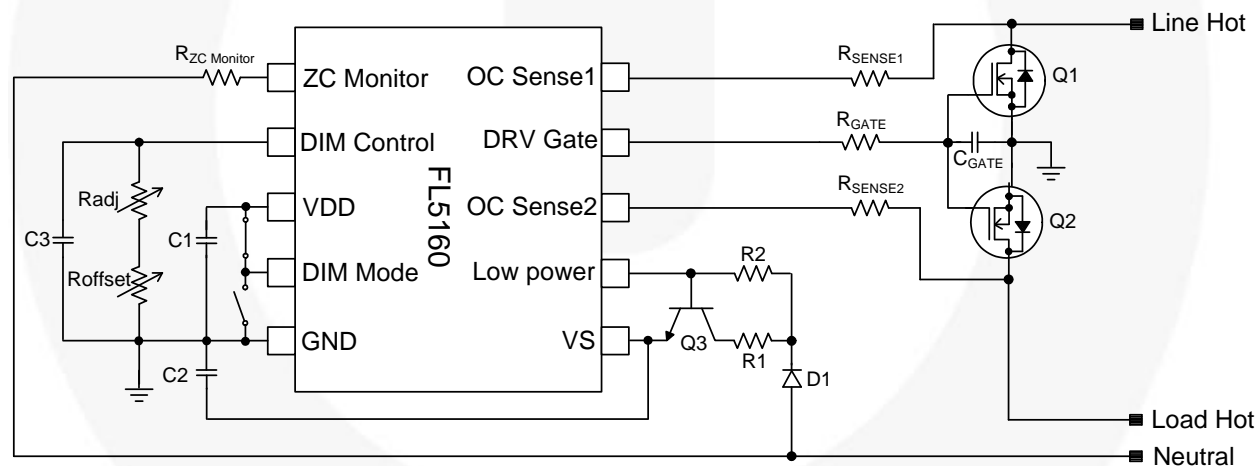 Line Hot
R_ZC Monitor
ZC Monitor
OC Sense1
R_SENSE1
Q1
DIM Control
DRV Gate
R_GATE
C_GATE
FL5160
Radj
VDD
OC Sense2
R_SENSE2
Q2
C3
C1
Roffset
DIM Mode
Low power
R2
GND
VS
Q3
R1
C2
D1
Load Hot
Neutral